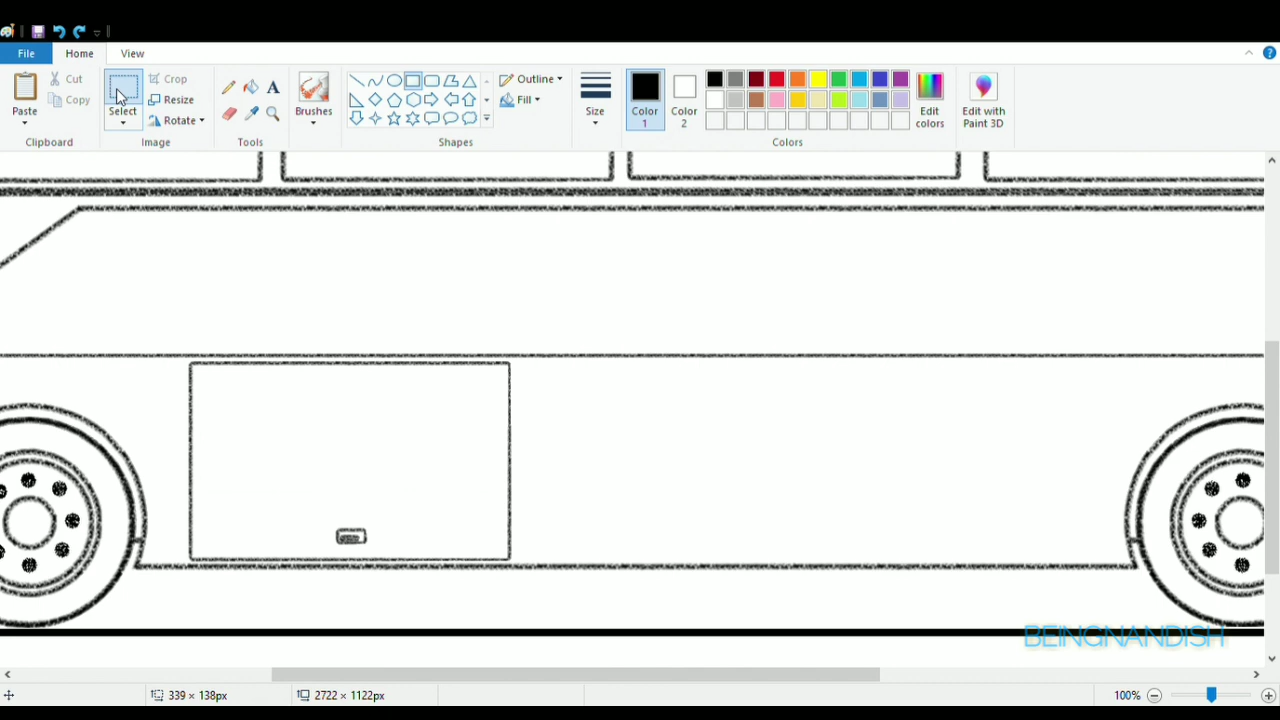 File Home View
Paste
Cut
Copy
Clipboard
Select
Crop
Resize
Rotate
Image
Tools
A
Brushes
Shapes
Outline
Fill
Size
Color 1
Color 2
Edit colors
Colors
Edit with Paint 3D
BEINGNANDISH
339 × 138px
2722 × 1122px
100%